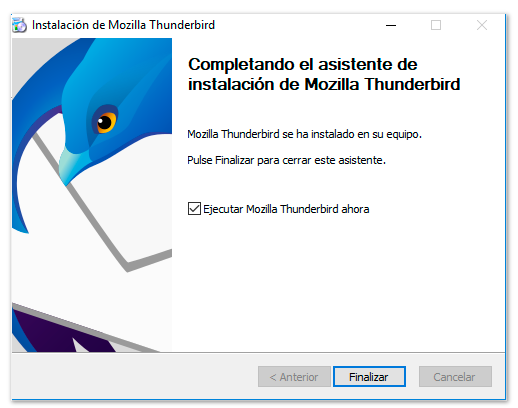 Instalación de Mozilla Thunderbird
Completando el asistente de
instalación de Mozilla Thunderbird
Mozilla Thunderbird se ha instalado en su equipo.
Pulse Finalizar para cerrar este asistente.
Ejecutar Mozilla Thunderbird ahora
< Anterior
Finalizar
Cancelar